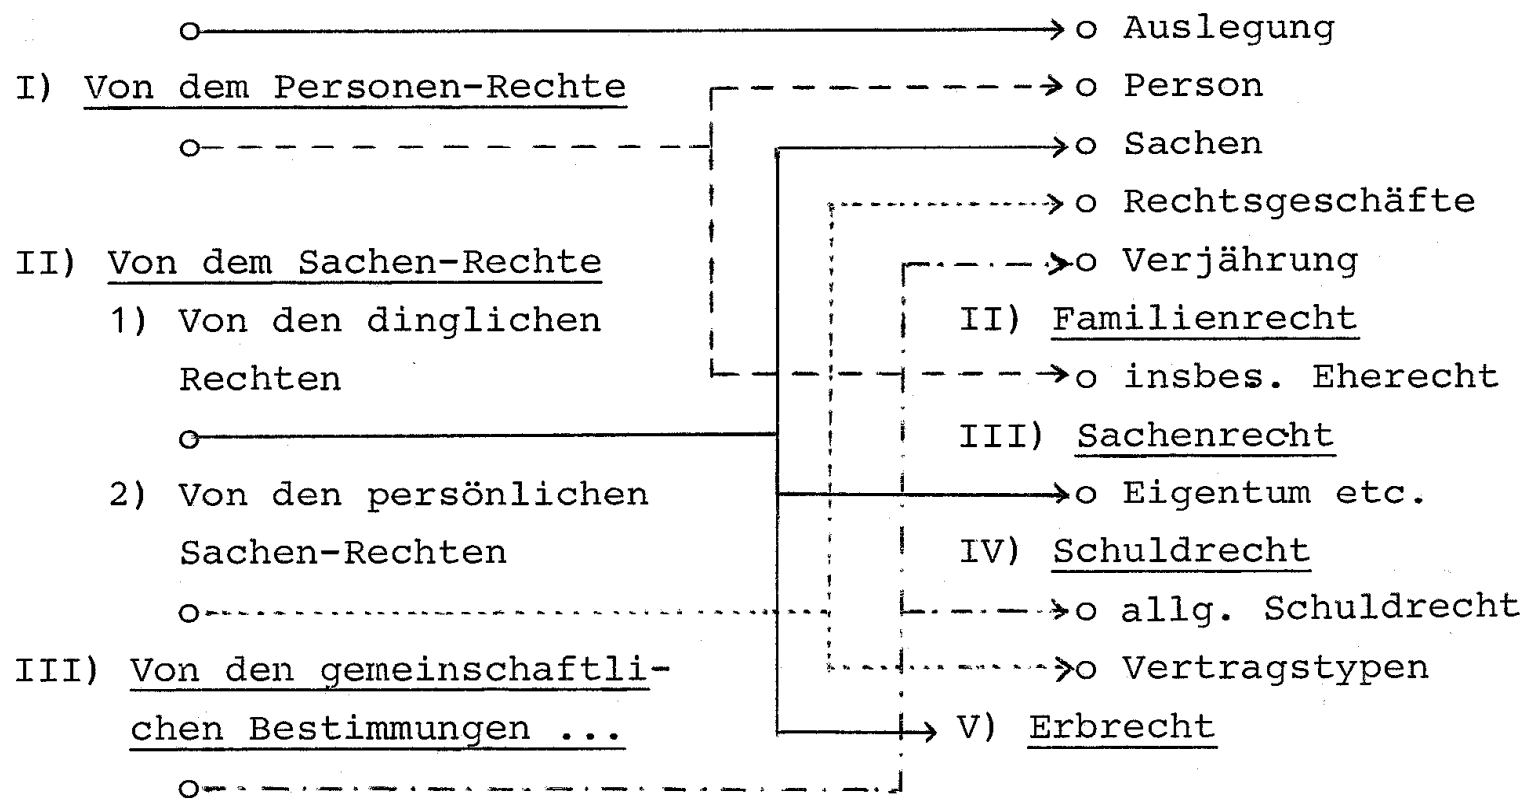 Auslegung
I) Von dem Personen-Rechte
Person
Sachen
Rechtsgeschäfte
II) Von dem Sachen-Rechte
Verjährung
1) Von den dinglichen
II) Familienrecht
Rechten
insbes. Eherecht
III) Sachenrecht
2) Von den persönlichen
Eigentum etc.
Sachen-Rechten
IV) Schuldrecht
allg. Schuldrecht
III) Von den gemeinschaftli-
Vertragstypen
chen Bestimmungen ...
V) Erbrecht